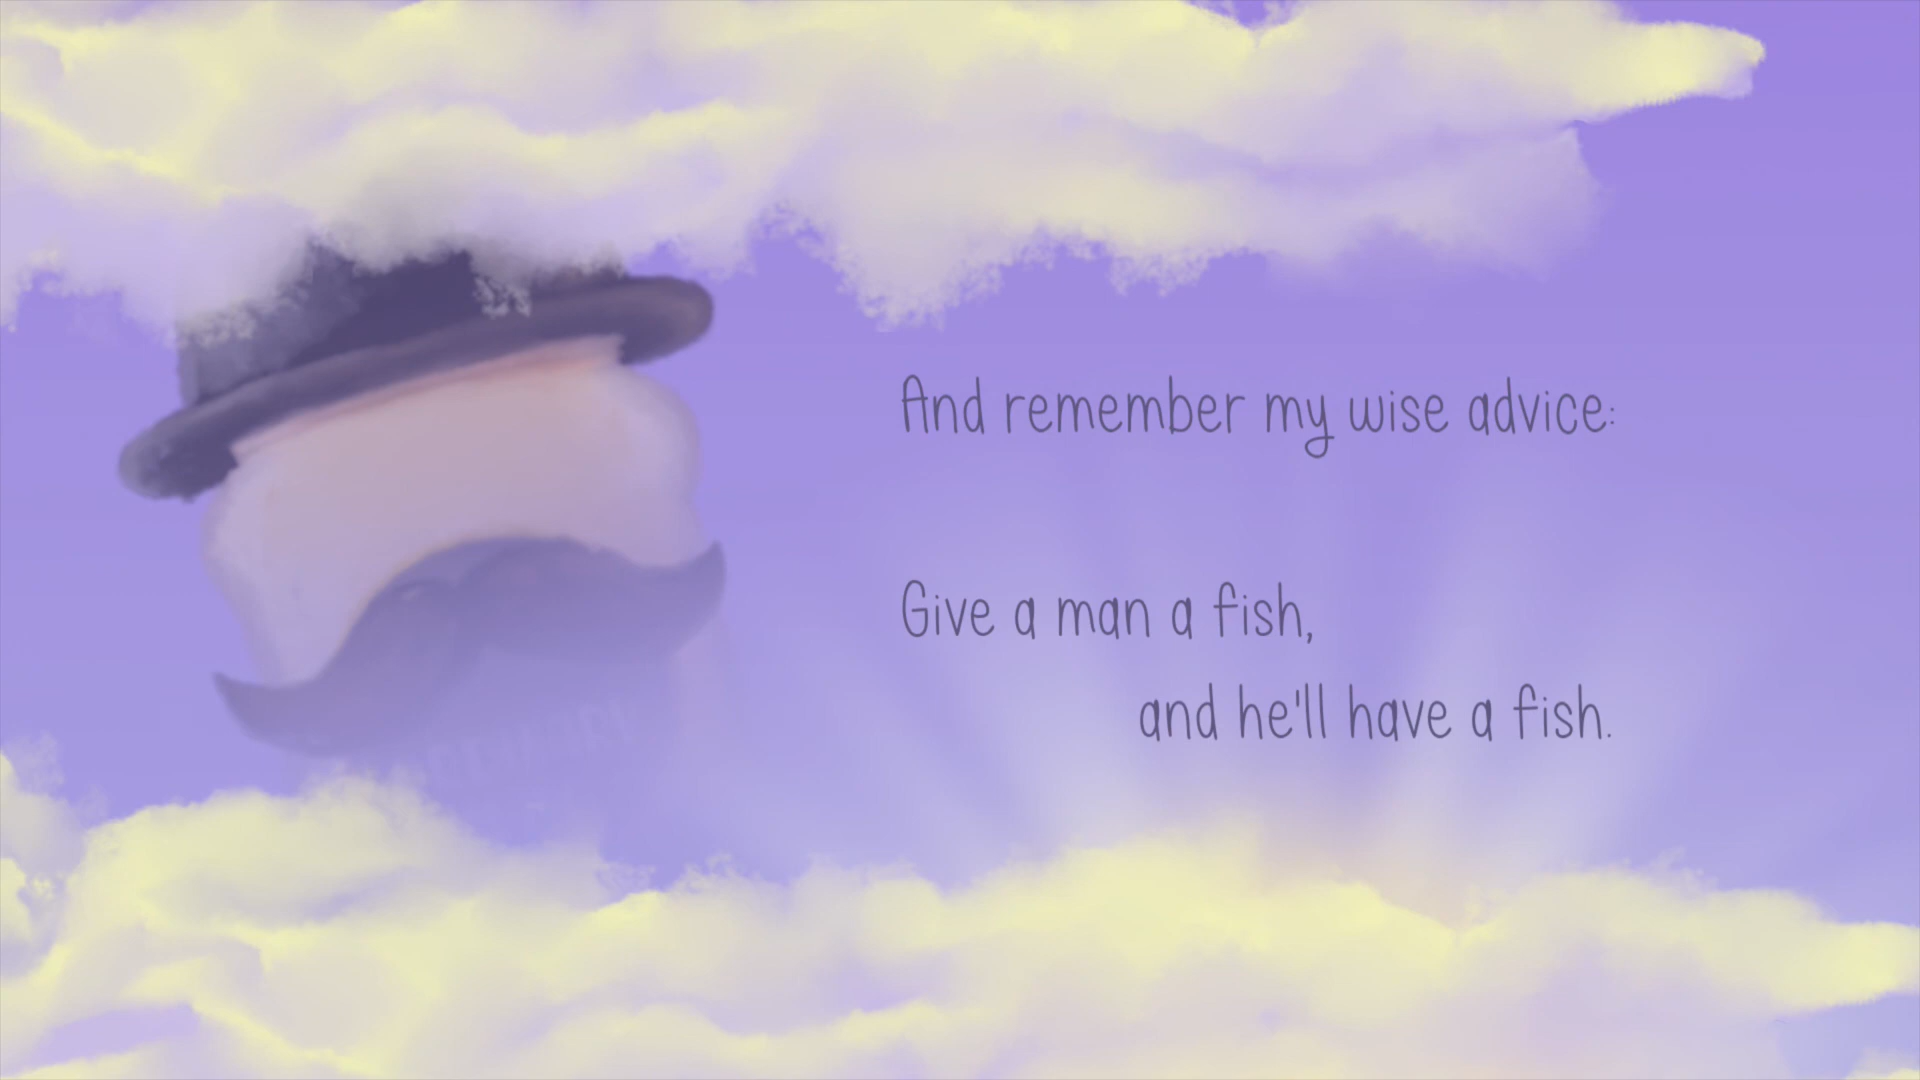 And remember my wise advice:
Give a man a fish,
and he'll have a fish.